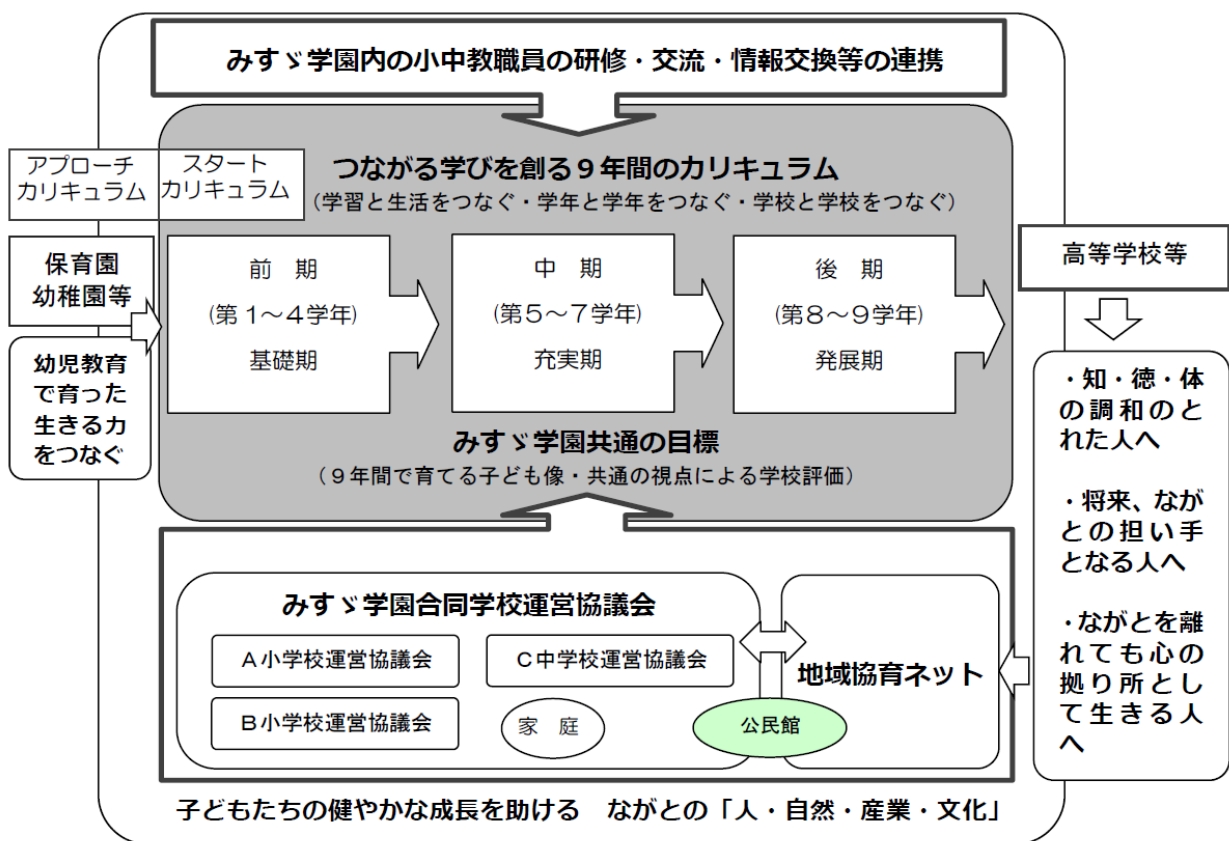 みすゞ学園内の小中教職員の研修・交流・情報交換等の連携
つながる学びを創る９年間のカリキュラム
（学習と生活をつなぐ・学年と学年をつなぐ・学校と学校をつなぐ）
アプローチ
カリキュラム
スタート
カリキュラム
保育園
幼稚園等
幼児教育
で育った
生きる力
をつなぐ
前　期
(第１～４学年)
基礎期
中　期
(第５～７学年)
充実期
後　期
(第８～９学年)
発展期
みすゞ学園共通の目標
（９年間で育てる子ども像・共通の視点による学校評価）
高等学校等
・知・徳・体
の調和のと
れた人へ
・将来、なが
との担い手
となる人へ
・ながとを離
れても心の
拠り所とし
て生きる人
へ
みすゞ学園合同学校運営協議会
Ａ小学校運営協議会
Ｃ中学校運営協議会
Ｂ小学校運営協議会
家　庭
公民館
地域協育ネット
子どもたちの健やかな成長を助ける　ながとの「人・自然・産業・文化」